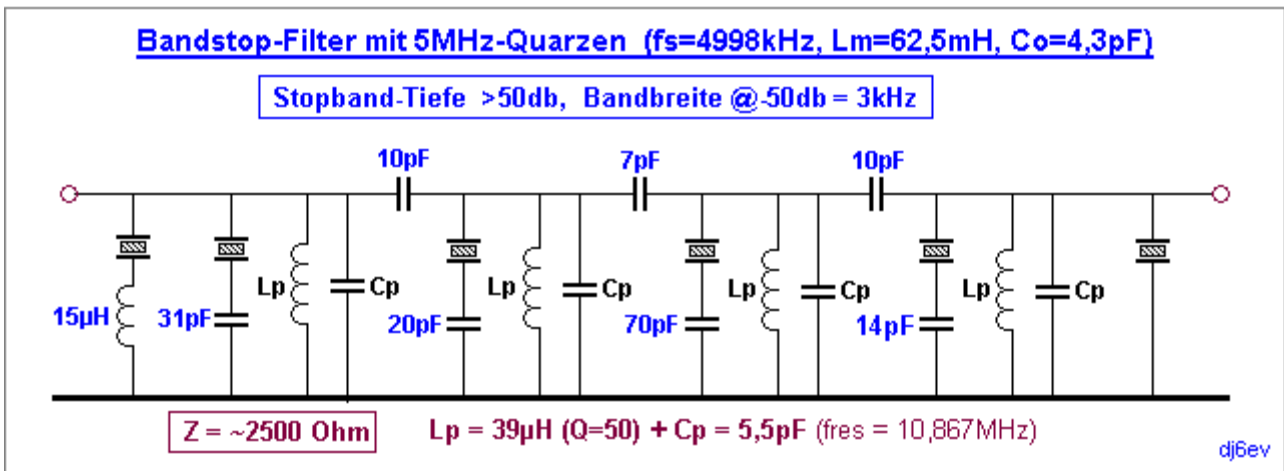 Bandstop-Filter mit 5MHz-Quarzen (fs=4998kHz, Lm=62,5mH, Co=4,3pF)
Stopband-Tiefe >50db, Bandbreite @-50db = 3kHz
10pF 7pF 10pF
Lp Cp Lp Cp Lp Cp Lp Cp
15µH 31pF 20pF 70pF 14pF
Z = ~2500 Ohm Lp = 39µH (Q=50) + Cp = 5,5pF (fres = 10,867MHz)
dj6ev